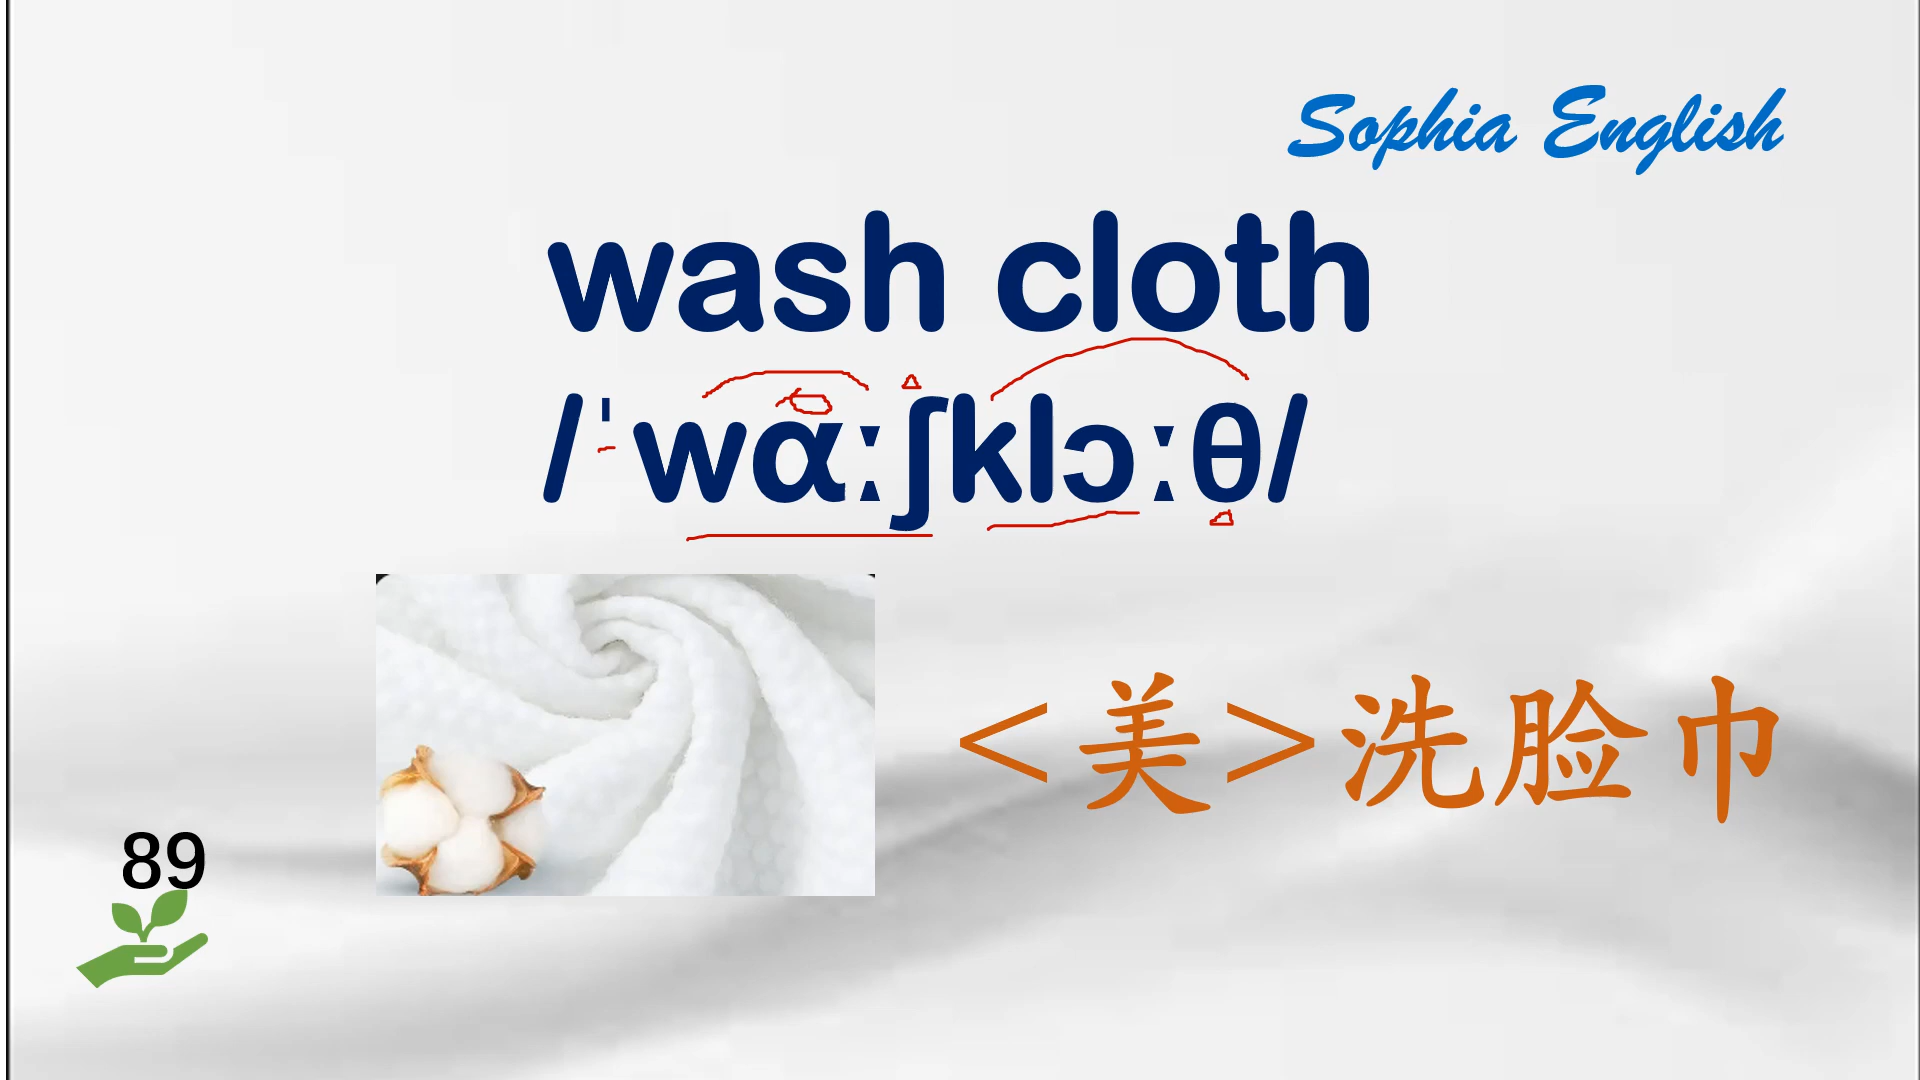 Sophia English
wash cloth
/ˈwɑːʃklɔːθ/
<美>洗脸巾
89